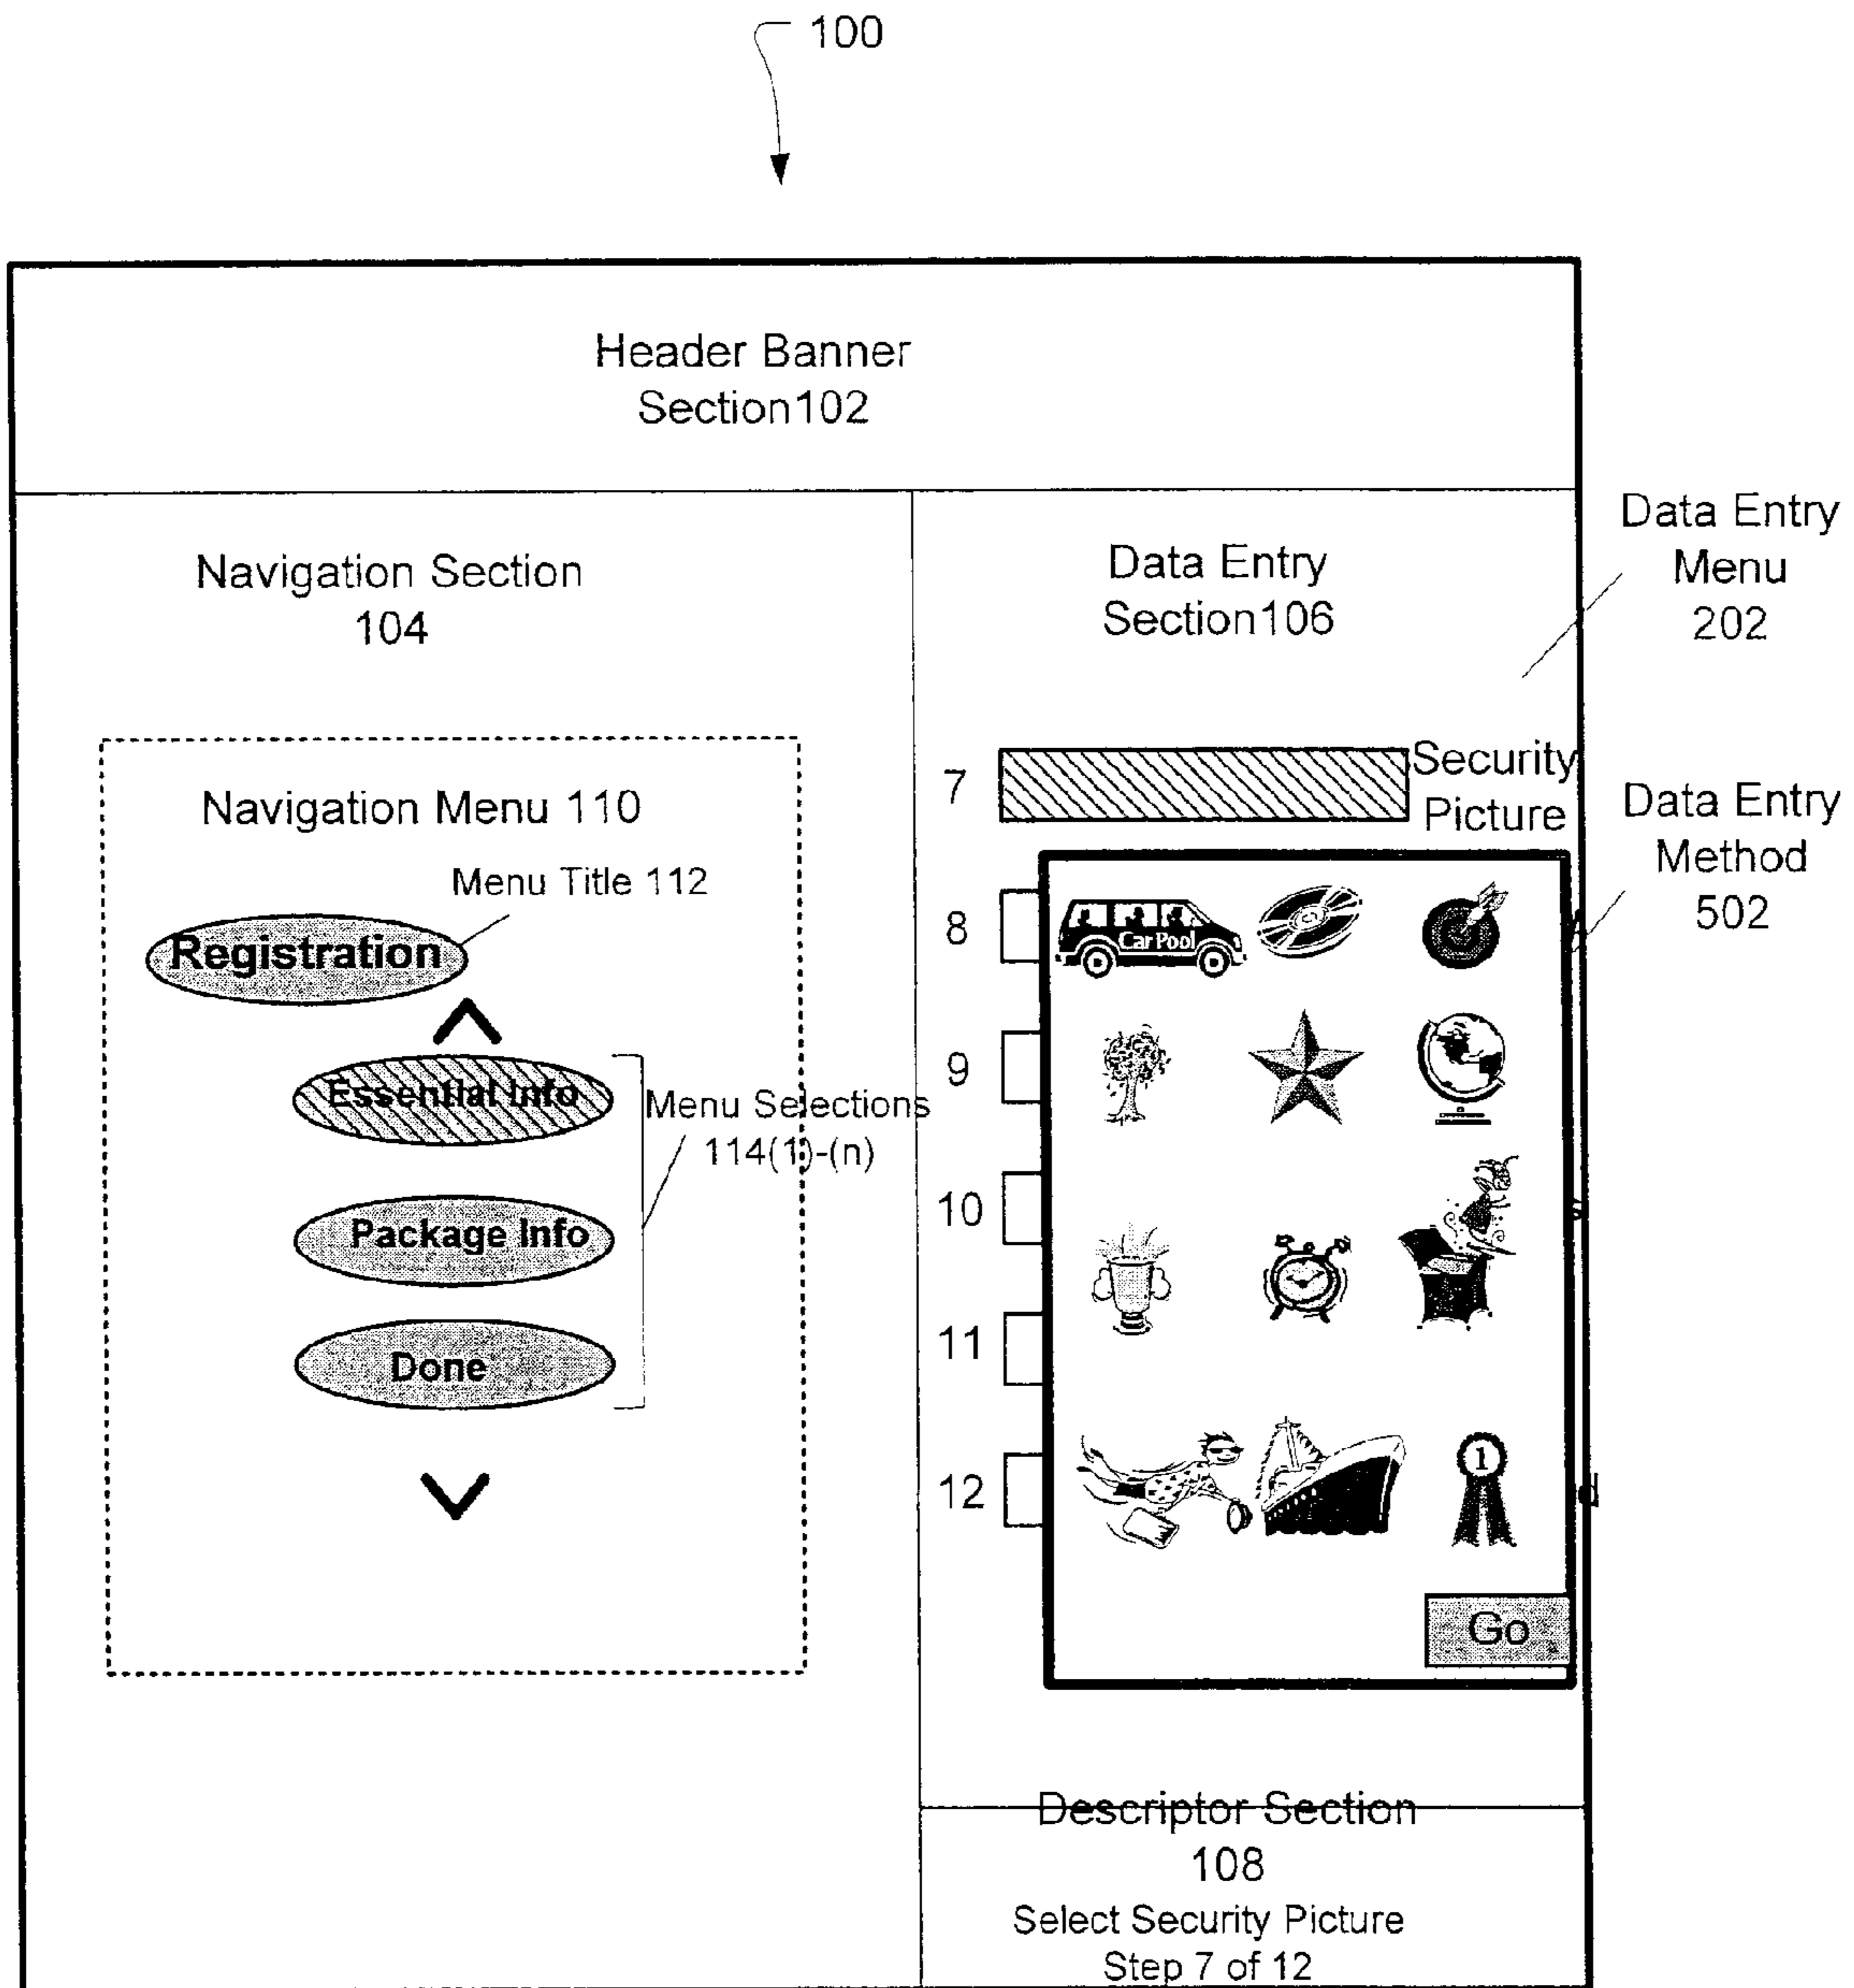 100
Header Banner
Section102
Navigation Section
104
Navigation Menu 110
Menu Title 112
Registration
Essential Info
Menu Selections
114(1)-(n)
Package Info
Done
Data Entry
Section106
Data Entry
Menu
202
7
Security
Picture
Data Entry
Method
502
8
Car Pool
9
10
11
12
1
Go
Descriptor Section
108
Select Security Picture
Step 7 of 12